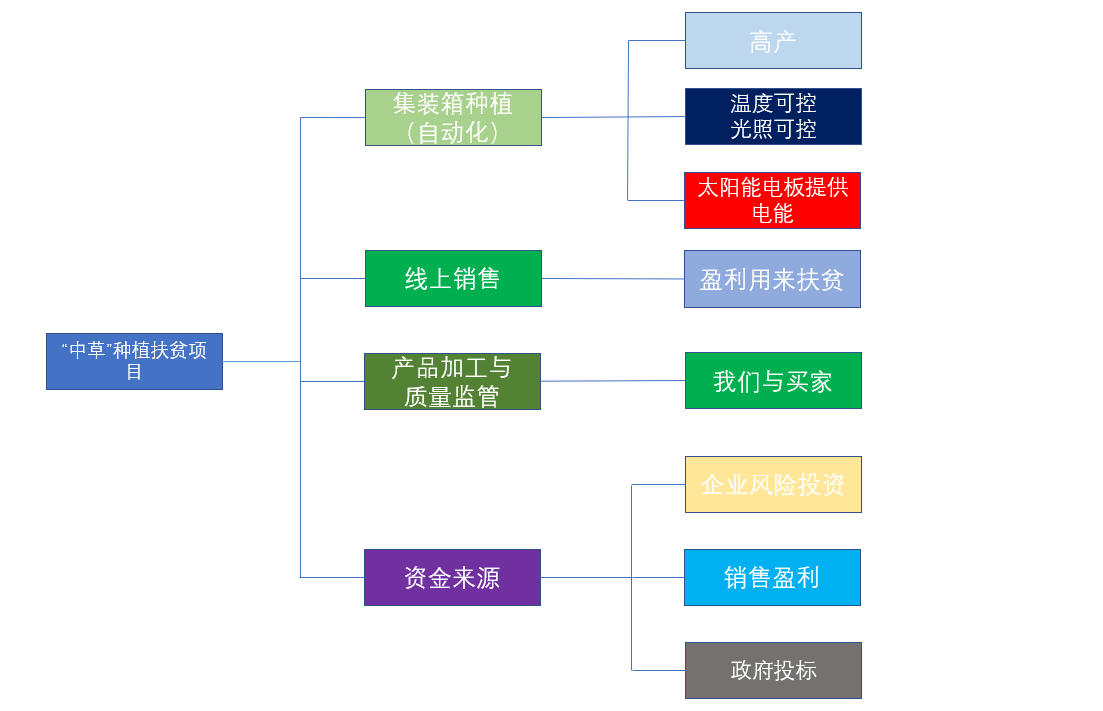 “中草”种植扶贫项
目
集装箱种植
（自动化）
高产
温度可控
光照可控
太阳能电板提供
电能
线上销售
盈利用来扶贫
产品加工与
质量监管
我们与买家
资金来源
企业风险投资
销售盈利
政府投标